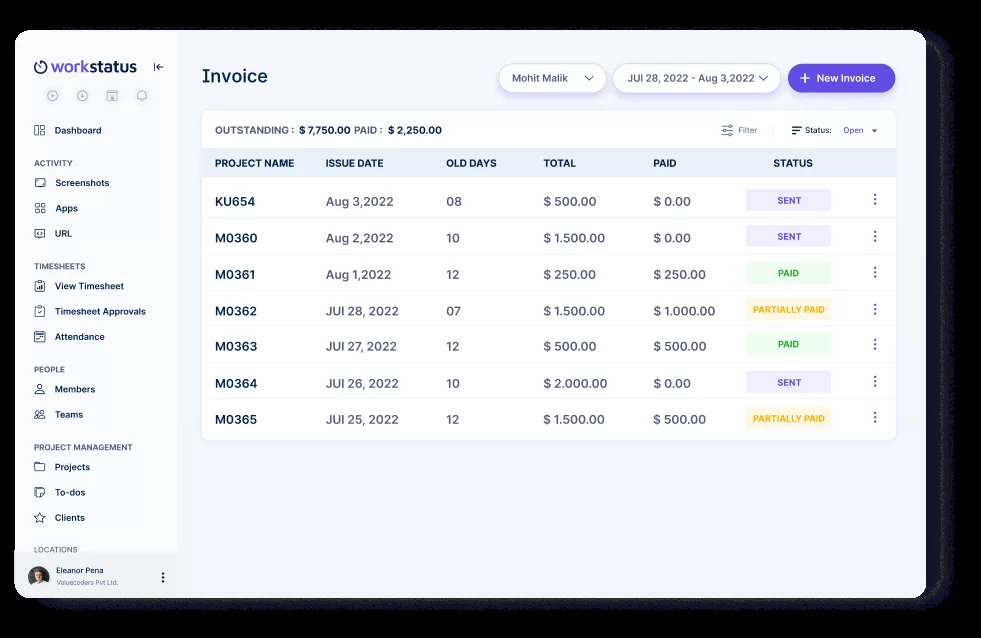 workstatus
Dashboard
ACTIVITY
Screenshots
Apps
URL
TIMESHEETS
View Timesheet
Timesheet Approvals
Attendance
PEOPLE
Members
Teams
PROJECT MANAGEMENT
Projects
To-dos
Clients
LOCATIONS
Eleanor Pena
Valuecoders Pvt Ltd.
Invoice
Mohit Malik
JUl 28, 2022 - Aug 3,2022
+ New Invoice
OUTSTANDING : $ 7,750.00 PAID : $ 2,250.00
Filter
Status: Open
PROJECT NAME ISSUE DATE OLD DAYS TOTAL PAID STATUS
KU654 Aug 3,2022 08 $ 500.00 $ 0.00 SENT
M0360 Aug 2,2022 10 $ 1.500.00 $ 0.00 SENT
M0361 Aug 1,2022 12 $ 250.00 $ 250.00 PAID
M0362 JUl 28, 2022 07 $ 1.500.00 $ 1.000.00 PARTIALLY PAID
M0363 JUl 27, 2022 12 $ 500.00 $ 500.00 PAID
M0364 JUl 26, 2022 10 $ 2.000.00 $ 0.00 SENT
M0365 JUl 25, 2022 12 $ 1.500.00 $ 500.00 PARTIALLY PAID